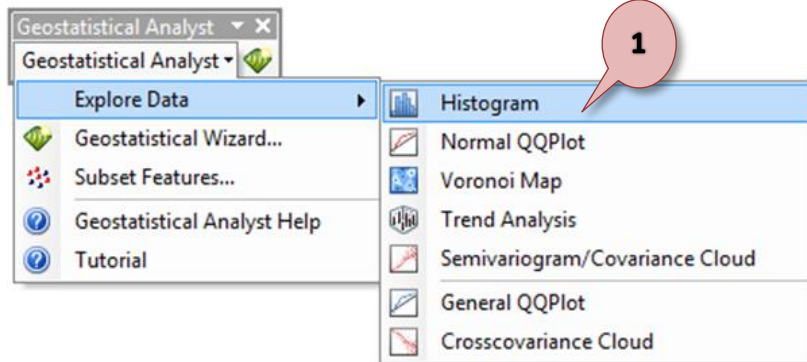 Geostatistical Analyst
Geostatistical Analyst
Explore Data
Geostatistical Wizard...
Subset Features...
Geostatistical Analyst Help
Tutorial
1
Histogram
Normal QQPlot
Voronoi Map
Trend Analysis
Semivariogram/Covariance Cloud
General QQPlot
Crosscovariance Cloud